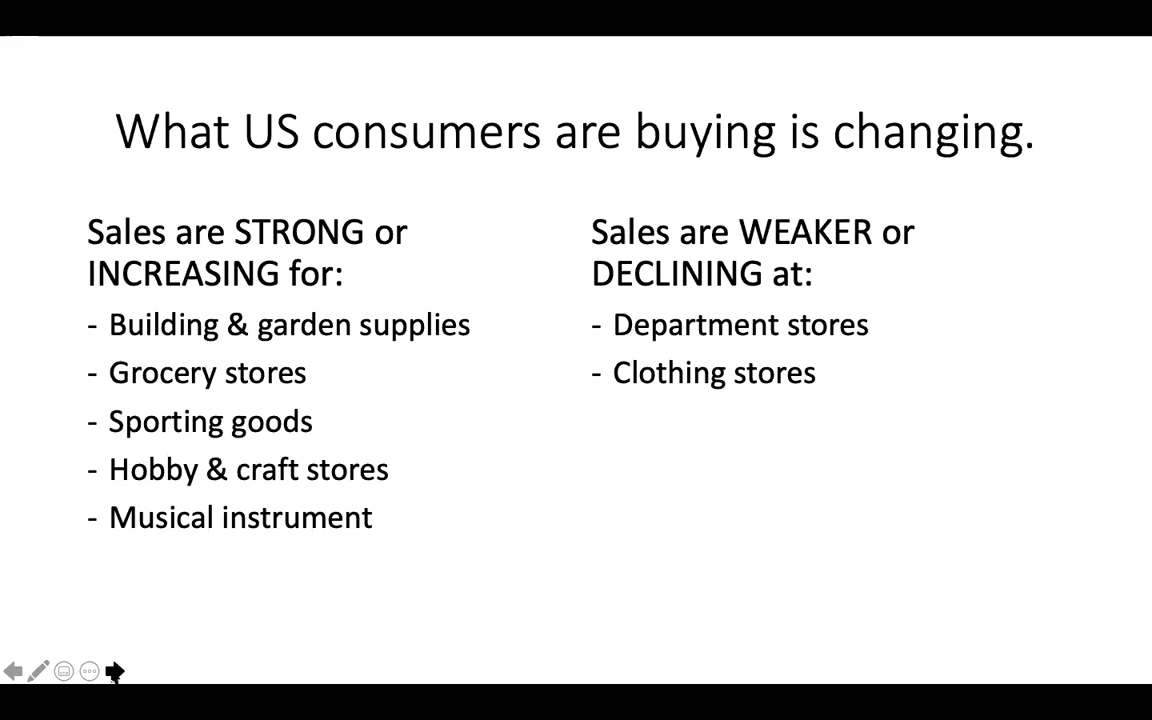 What US consumers are buying is changing.
Sales are STRONG or
INCREASING for:
- Building & garden supplies
- Grocery stores
- Sporting goods
- Hobby & craft stores
- Musical instrument
Sales are WEAKER or
DECLINING at:
- Department stores
- Clothing stores